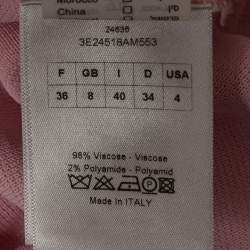 Morocco
China
24636
3E24518AM553
F GB I D USA
36 8 40 34 4
98% Viscose - Viscose
2% Polyamide - Polyamid
Made In ITALY